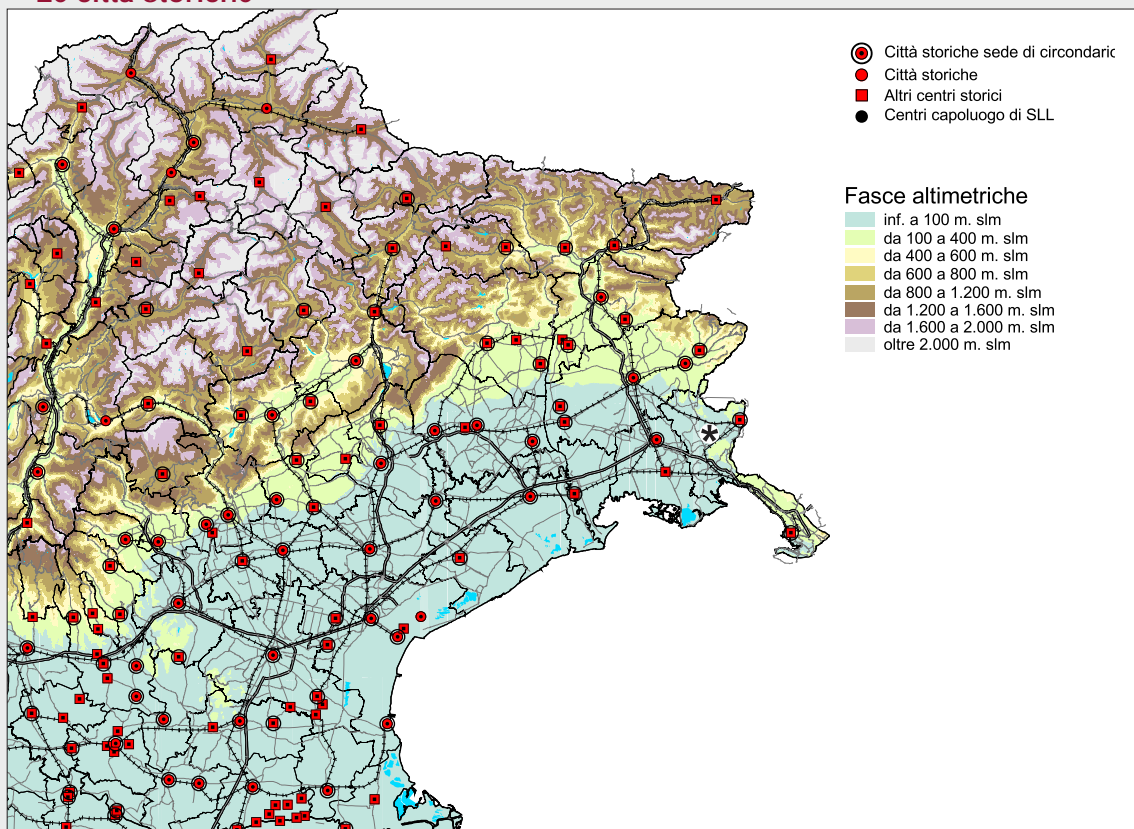 Città storiche sede di circondario
Città storiche
Altri centri storici
Centri capoluogo di SLL
Fasce altimetriche
inf. a 100 m. slm
da 100 a 400 m. slm
da 400 a 600 m. slm
da 600 a 800 m. slm
da 800 a 1.200 m. slm
da 1.200 a 1.600 m. slm
da 1.600 a 2.000 m. slm
oltre 2.000 m. slm
*